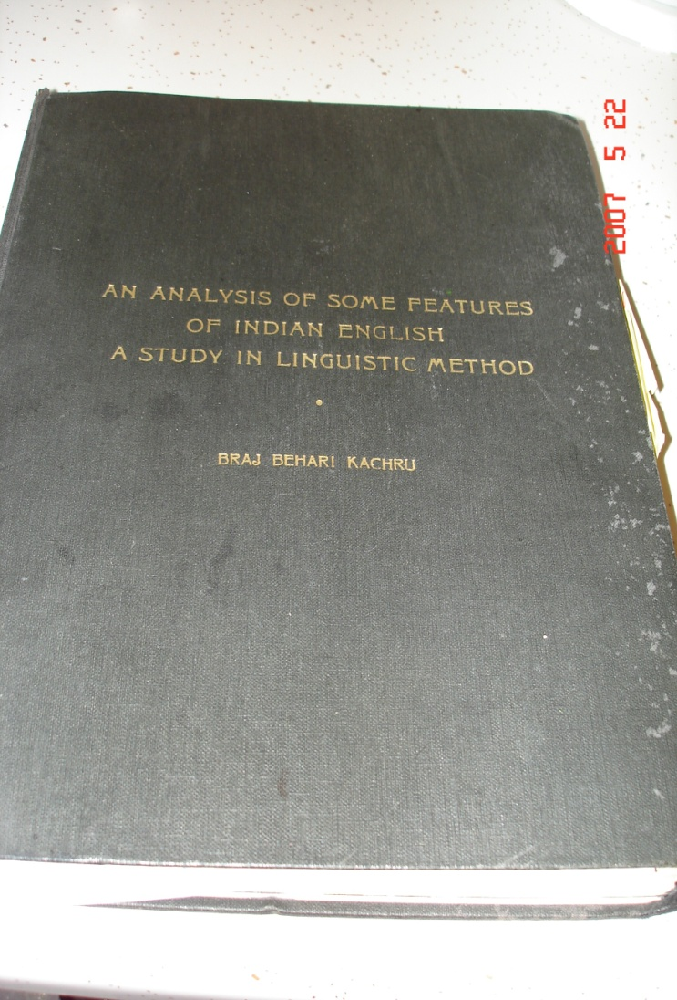 AN ANALYSIS OF SOME FEATURES
OF INDIAN ENGLISH
A STUDY IN LINGUISTIC METHOD
BRAJ BEHARI KACHRU
2007 5 22